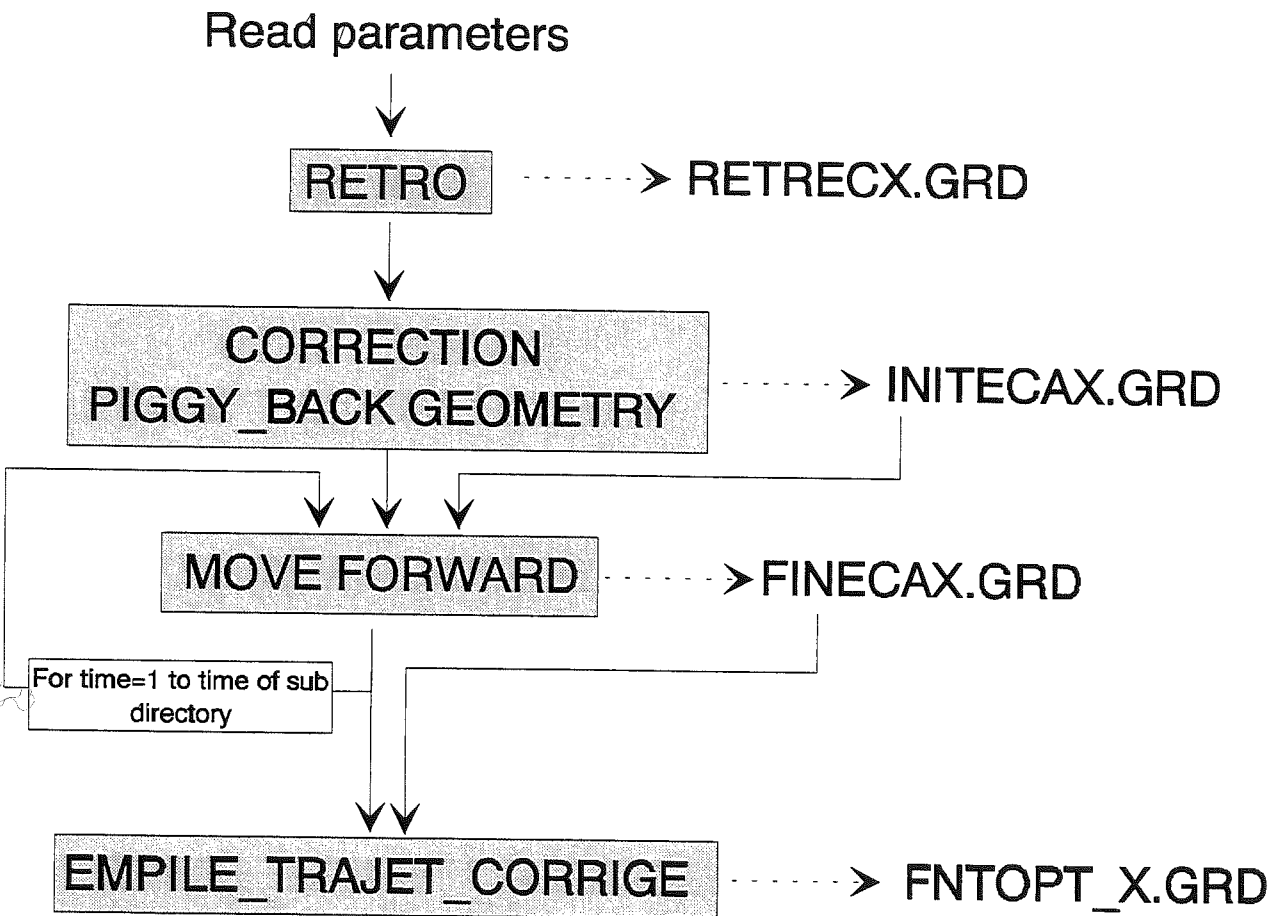 Read parameters
RETRO
RETRECX.GRD
CORRECTION
PIGGY_BACK GEOMETRY
INITECAX.GRD
MOVE FORWARD
FINECAX.GRD
For time=1 to time of sub
directory
EMPILE_TRAJET_CORRIGE
FNTOPT_X.GRD